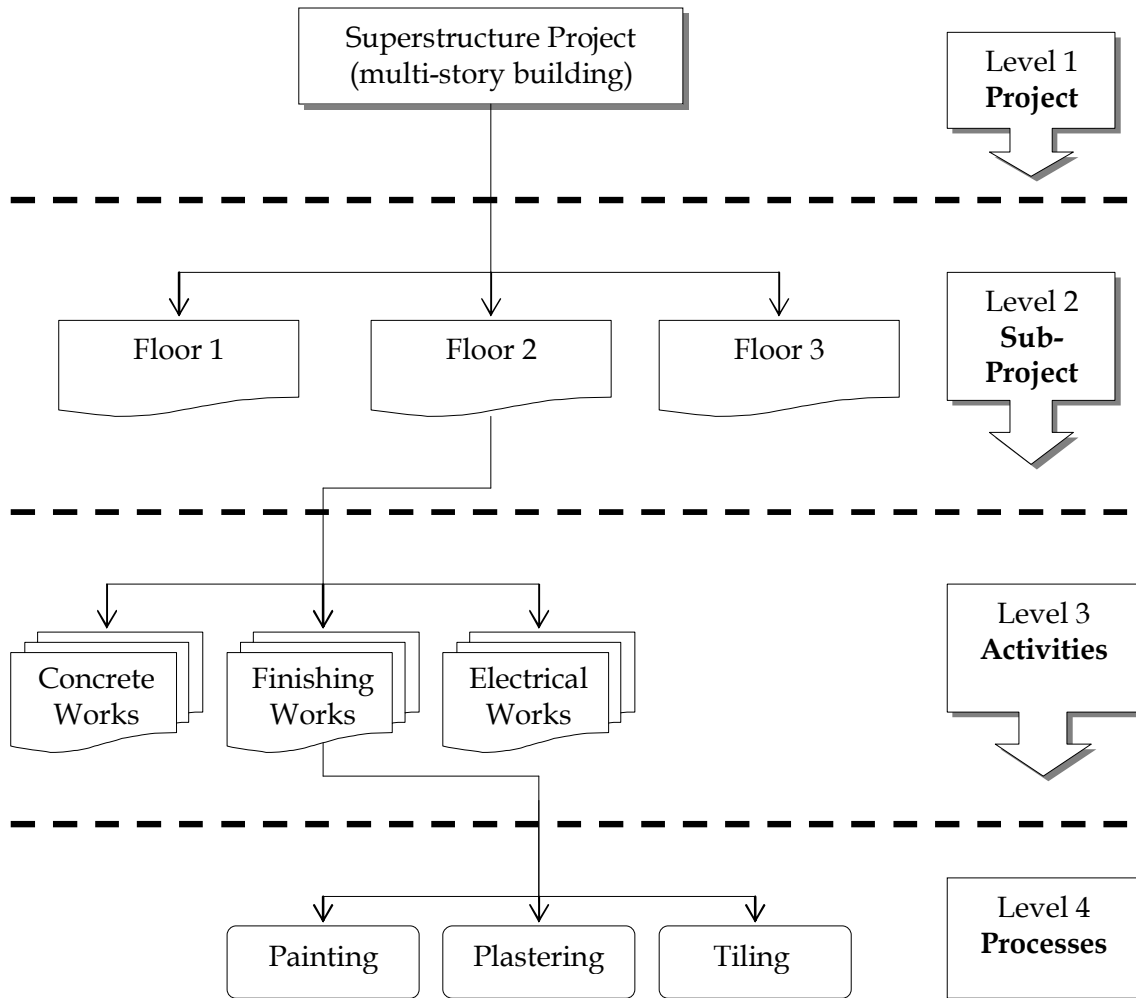 Superstructure Project
(multi-story building)
Level 1
Project
Floor 1
Floor 2
Floor 3
Level 2
Sub-
Project
Concrete
Works
Finishing
Works
Electrical
Works
Level 3
Activities
Painting
Plastering
Tiling
Level 4
Processes